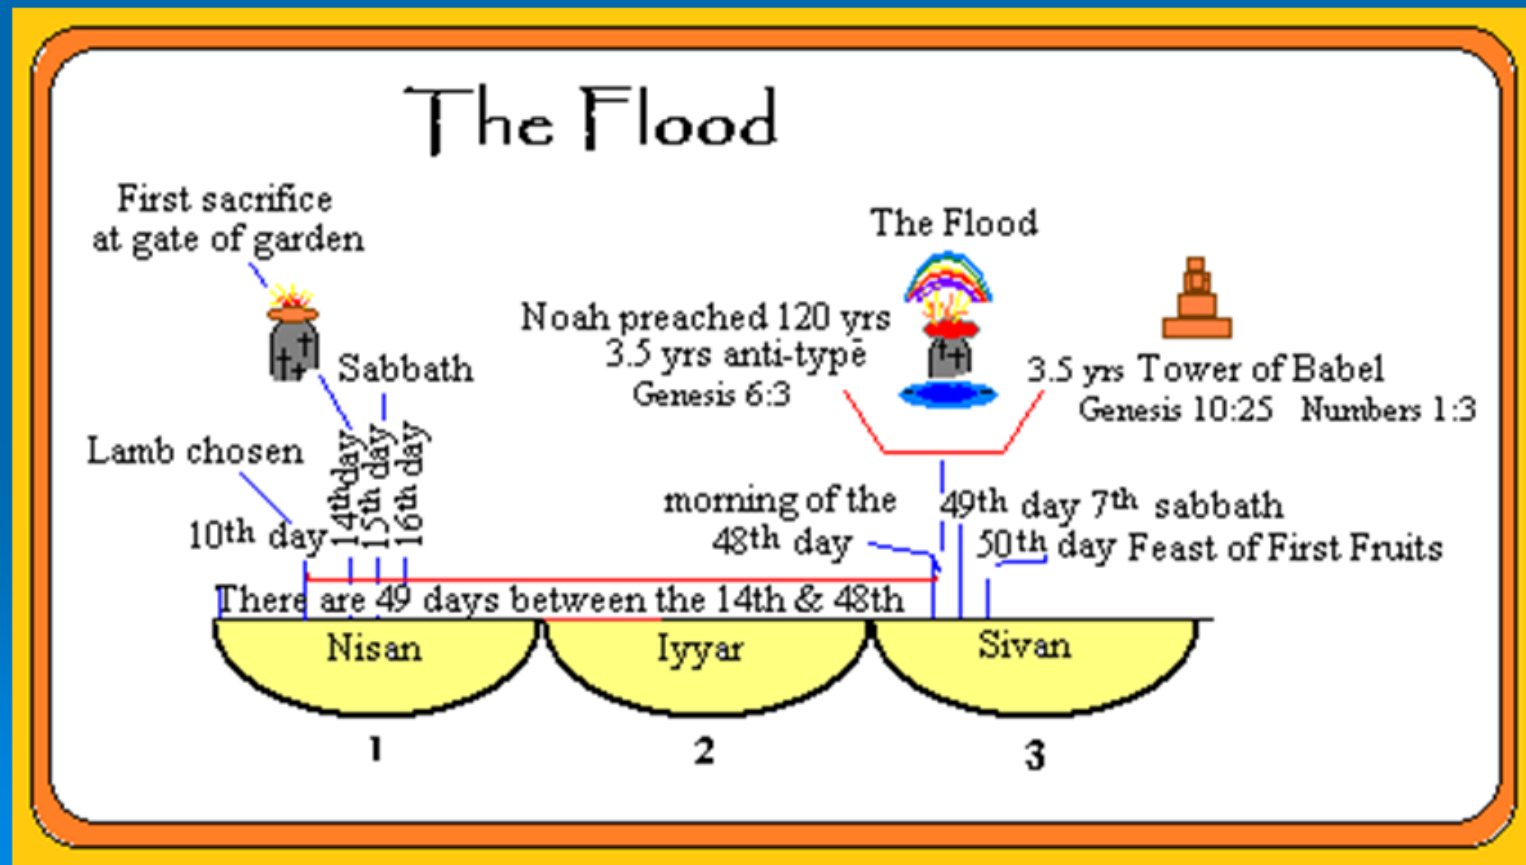 The Flood
First sacrifice
at gate of garden
The Flood
Noah preached 120 yrs
3.5 yrs anti-type
Genesis 6:3
3.5 yrs Tower of Babel
Genesis 10:25 Numbers 1:3
Sabbath
Lamb chosen
10th day
14th day
15th day
16th day
morning of the
48th day
49th day 7th sabbath
50th day Feast of First Fruits
There are 49 days between the 14th & 48th
Nisan
Iyyar
Sivan
1
2
3